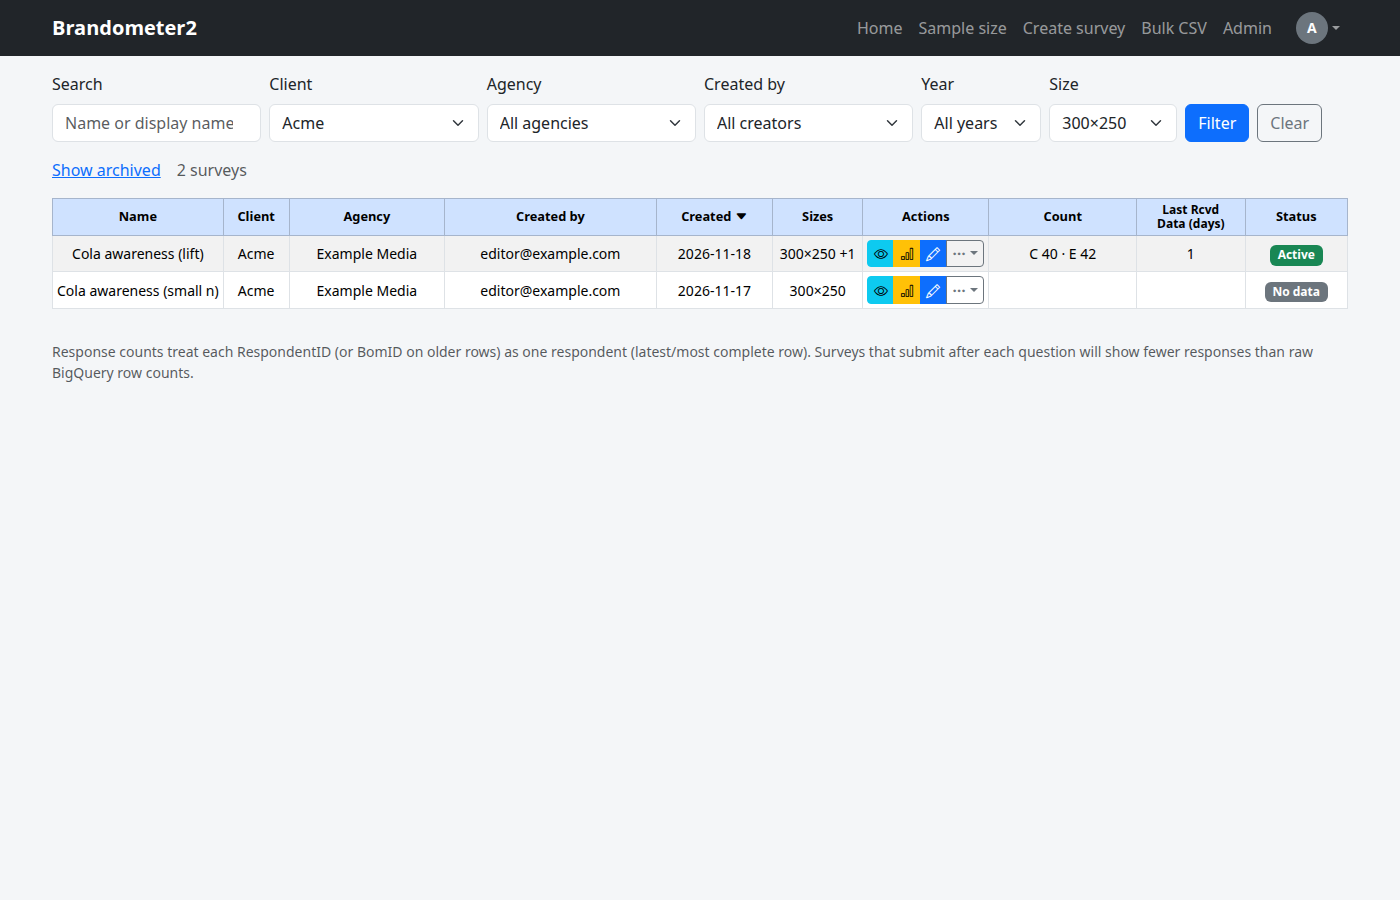 Brandometer2
Home Sample size Create survey Bulk CSV Admin A
Search Client Agency Created by Year Size
Name or display name Acme All agencies All creators All years 300×250 Filter Clear
Show archived 2 surveys
Name Client Agency Created by Created Sizes Actions Count Last Rcvd Data (days) Status
Cola awareness (lift) Acme Example Media editor@example.com 2026-11-18 300×250 +1 C 40 · E 42 1 Active
Cola awareness (small n) Acme Example Media editor@example.com 2026-11-17 300×250 No data
Response counts treat each RespondentID (or BomID on older rows) as one respondent (latest/most complete row). Surveys that submit after each question will show fewer responses than raw
BigQuery row counts.